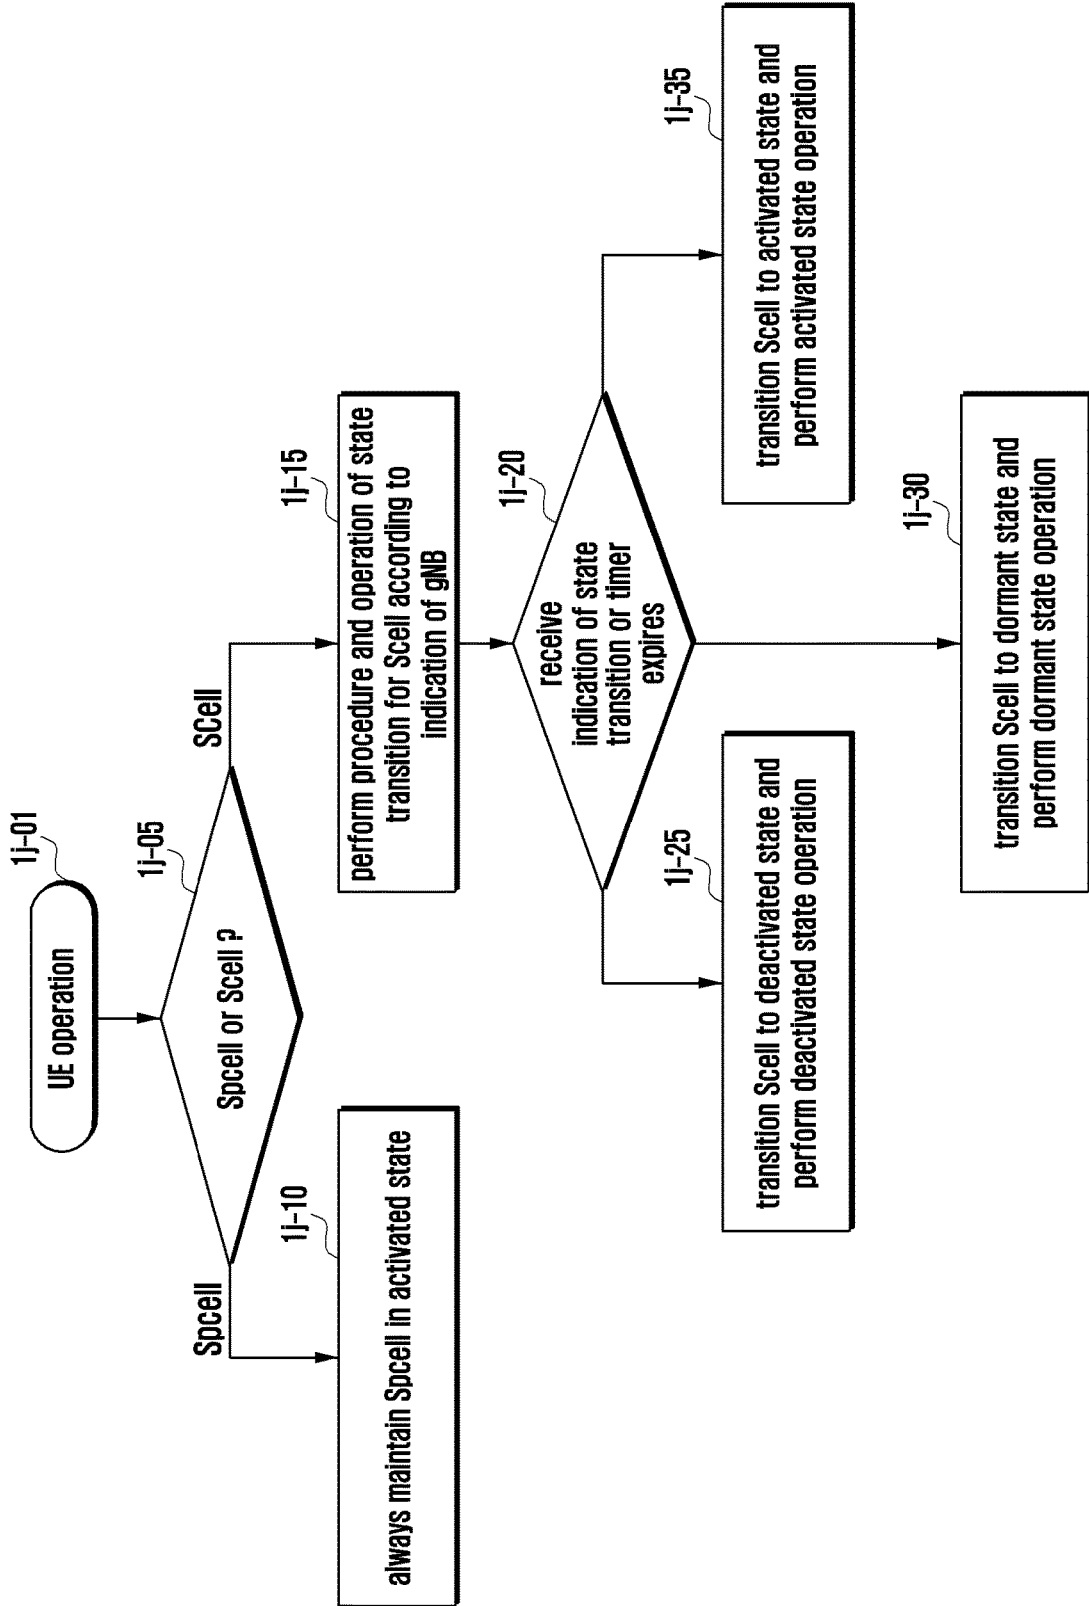 UE operation
1j-01
Spcell or Scell ?
1j-05
Spcell
SCell
always maintain Spcell in activated state
1j-10
perform procedure and operation of state
transition for Scell according to
indication of gNB
1j-15
receive
indication of state
transition or timer
expires
1j-20
transition Scell to deactivated state and
perform deactivated state operation
1j-25
transition Scell to activated state and
perform activated state operation
1j-35
transition Scell to dormant state and
perform dormant state operation
1j-30